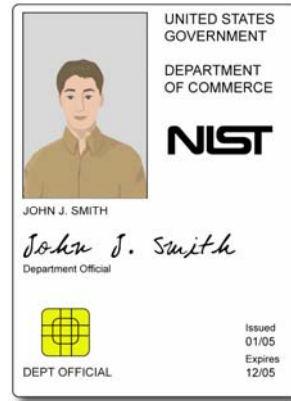 UNITED STATES
GOVERNMENT
DEPARTMENT
OF COMMERCE
NIST
JOHN J. SMITH
John J. Smith
Department Official
Issued
01/05
Expires
12/05
DEPT OFFICIAL